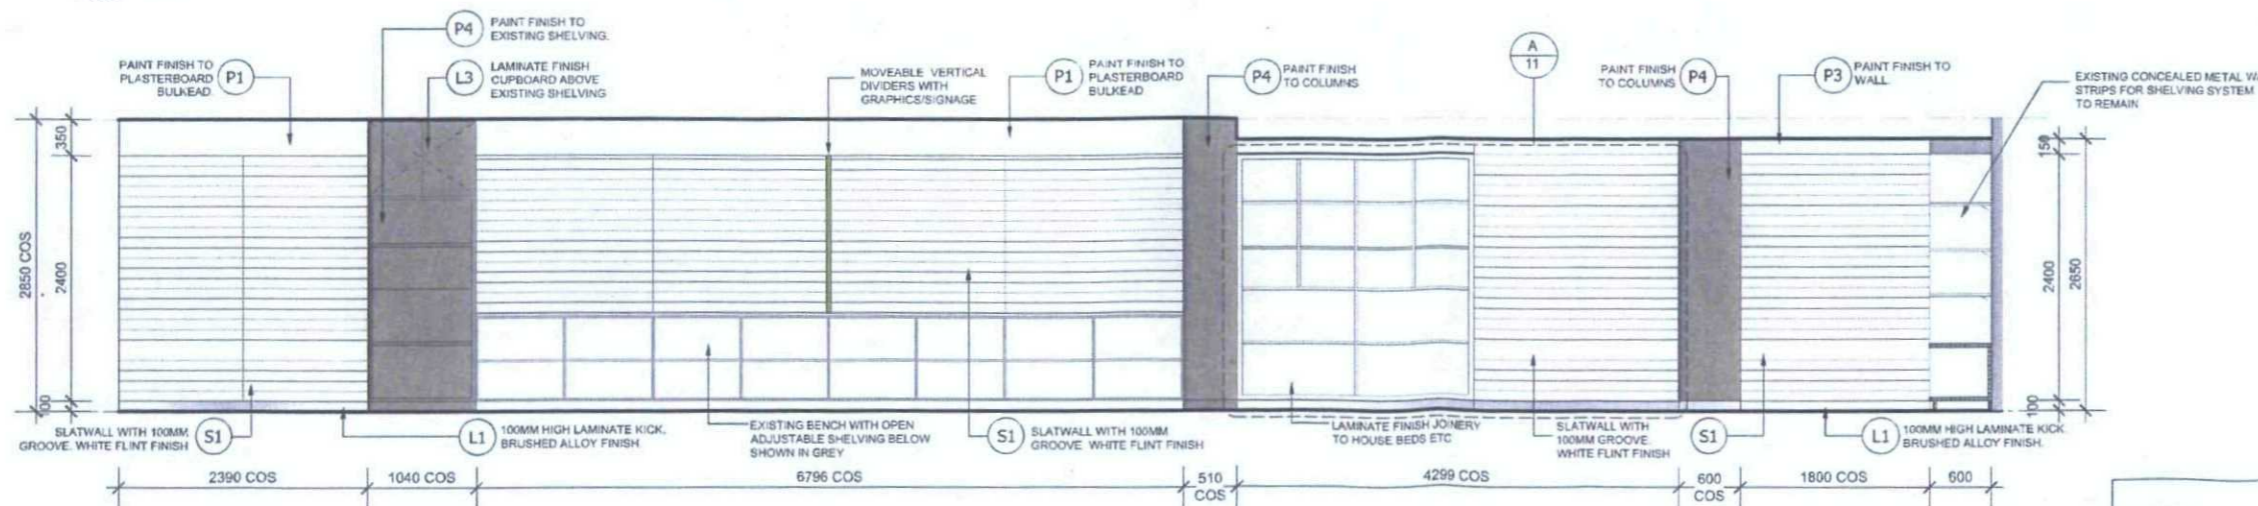 P4
PAINT FINISH TO
EXISTING SHELVING.
PAINT FINISH TO
PLASTERBOARD
BULKEAD.
P1
L3
LAMINATE FINISH
CUPBOARD ABOVE
EXISTING SHELVING
MOVEABLE VERTICAL
DIVIDERS WITH
GRAPHICS/SIGNAGE
P1
PAINT FINISH TO
PLASTERBOARD
BULKEAD
P4
PAINT FINISH
TO COLUMNS
A
11
PAINT FINISH
TO COLUMNS
P4
P3
PAINT FINISH TO
WALL
EXISTING CONCEALED METAL
STRIPS FOR SHELVING SYSTEM
TO REMAIN
2850 COS
350
2400
100
150
2400
2650
100
SLATWALL WITH 100MM
GROOVE. WHITE FLINT FINISH
S1
L1
100MM HIGH LAMINATE KICK.
BRUSHED ALLOY FINISH.
EXISTING BENCH WITH OPEN
ADJUSTABLE SHELVING BELOW
SHOWN IN GREY
S1
SLATWALL WITH 100MM
GROOVE. WHITE FLINT FINISH
LAMINATE FINISH JOINERY
TO HOUSE BEDS ETC
SLATWALL WITH
100MM GROOVE.
WHITE FLINT FINISH
S1
L1
100MM HIGH LAMINATE KICK.
BRUSHED ALLOY FINISH.
2390 COS
1040 COS
6796 COS
510
COS
4299 COS
600
COS
1800 COS
600